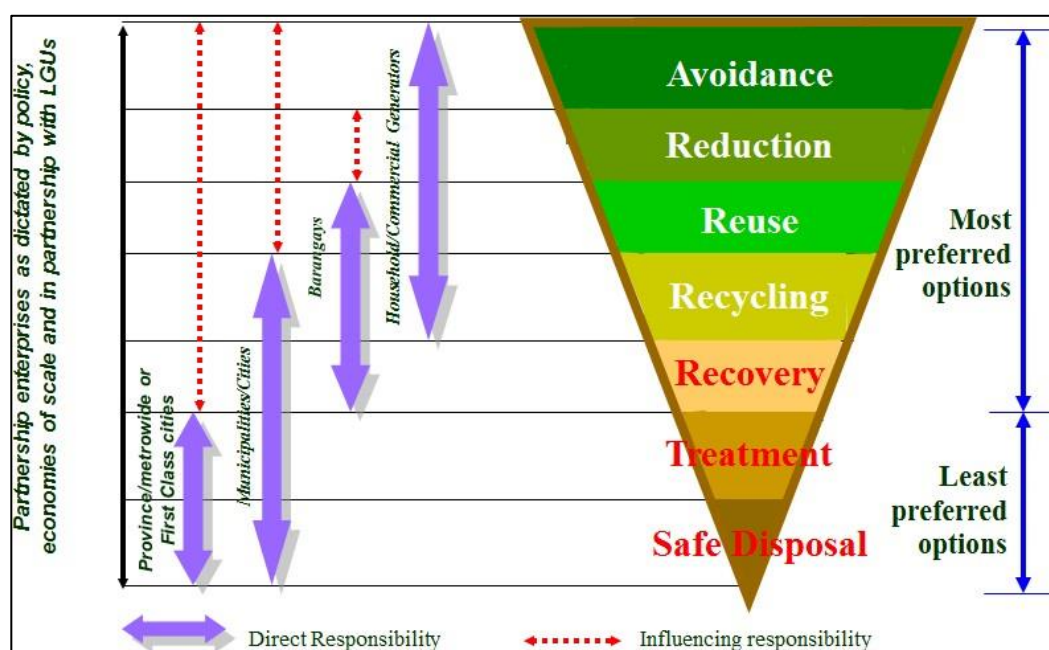 Partnership enterprises as dictated by policy,
economies of scale and in partnership with LGUs
Province/metrowide or
First Class cities
Municipalities/Cities
Barangays
Household/Commercial Generators
Avoidance
Reduction
Reuse
Recycling
Recovery
Treatment
Safe Disposal
Most
preferred
options
Least
preferred
options
Direct Responsibility
Influencing responsibility